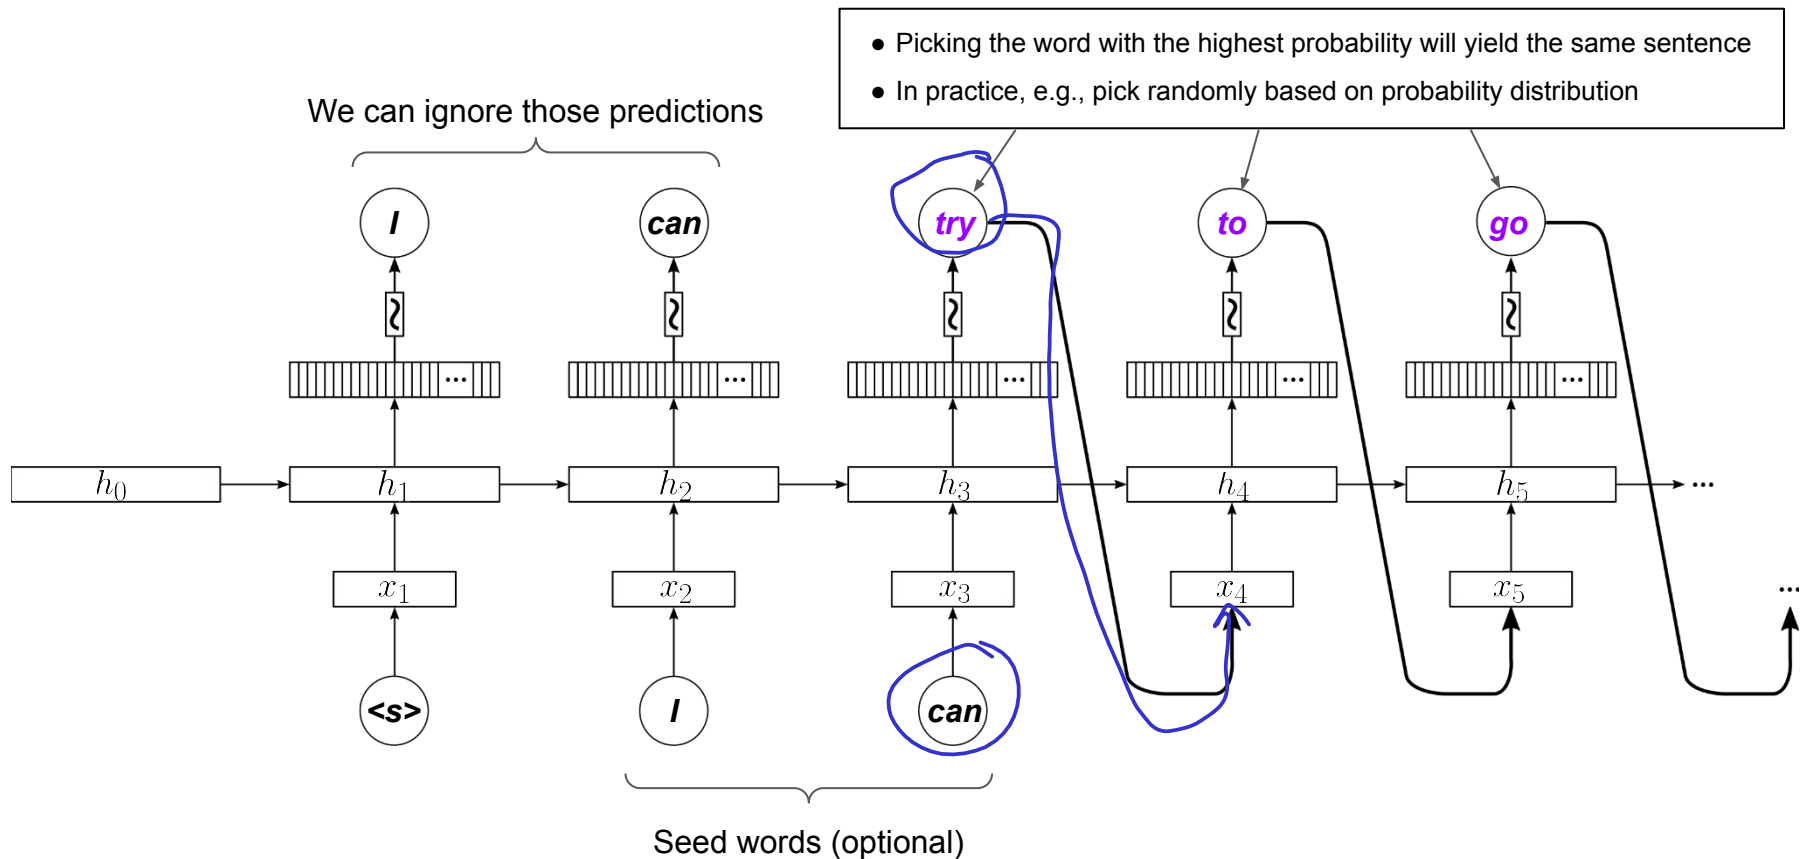 ● Picking the word with the highest probability will yield the same sentence
● In practice, e.g., pick randomly based on probability distribution
We can ignore those predictions
I can try to go
... ... ... ... ...
h₀ h₁ h₂ h₃ h₄ h₅ ...
x₁ x₂ x₃ x₄ x₅ ...
<s> I can
Seed words (optional)